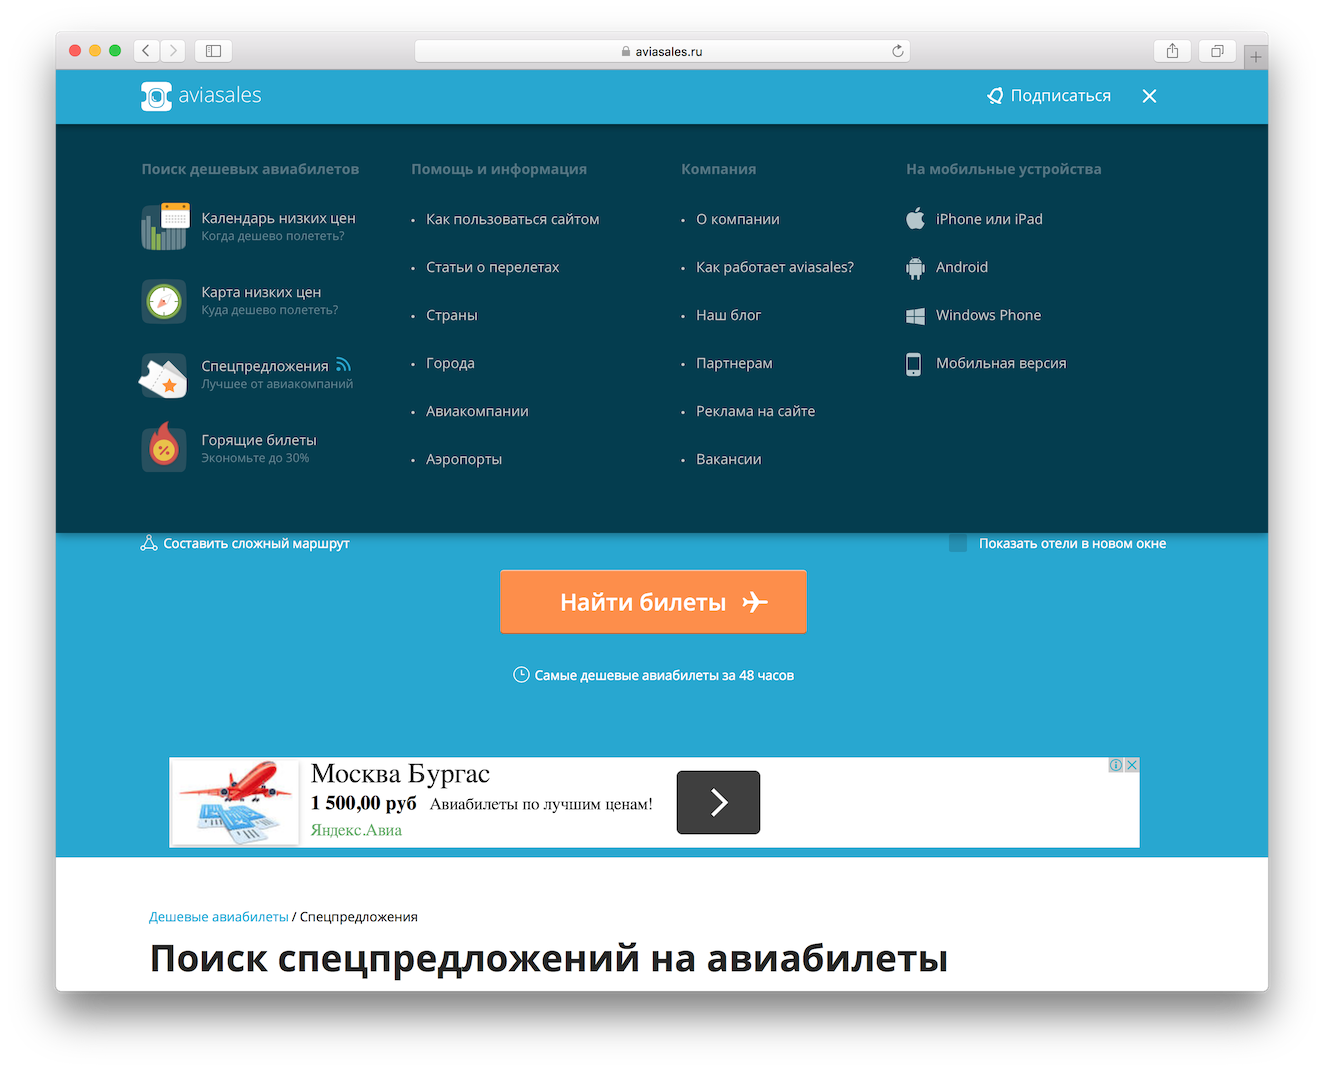 aviasales.ru
aviasales
Подписаться
Поиск дешевых авиабилетов
Календарь низких цен
Когда дешево полететь?
Карта низких цен
Куда дешево полететь?
Спецпредложения
Лучшее от авиакомпаний
Горящие билеты
Экономьте до 30%
Помощь и информация
Как пользоваться сайтом
Статьи о перелетах
Страны
Города
Авиакомпании
Аэропорты
Компания
О компании
Как работает aviasales?
Наш блог
Партнерам
Реклама на сайте
Вакансии
На мобильные устройства
iPhone или iPad
Android
Windows Phone
Мобильная версия
Составить сложный маршрут
Показать отели в новом окне
Найти билеты
Самые дешевые авиабилеты за 48 часов
Москва Бургас
1 500,00 руб Авиабилеты по лучшим ценам!
Яндекс.Авиа
Дешевые авиабилеты / Спецпредложения
Поиск спецпредложений на авиабилеты